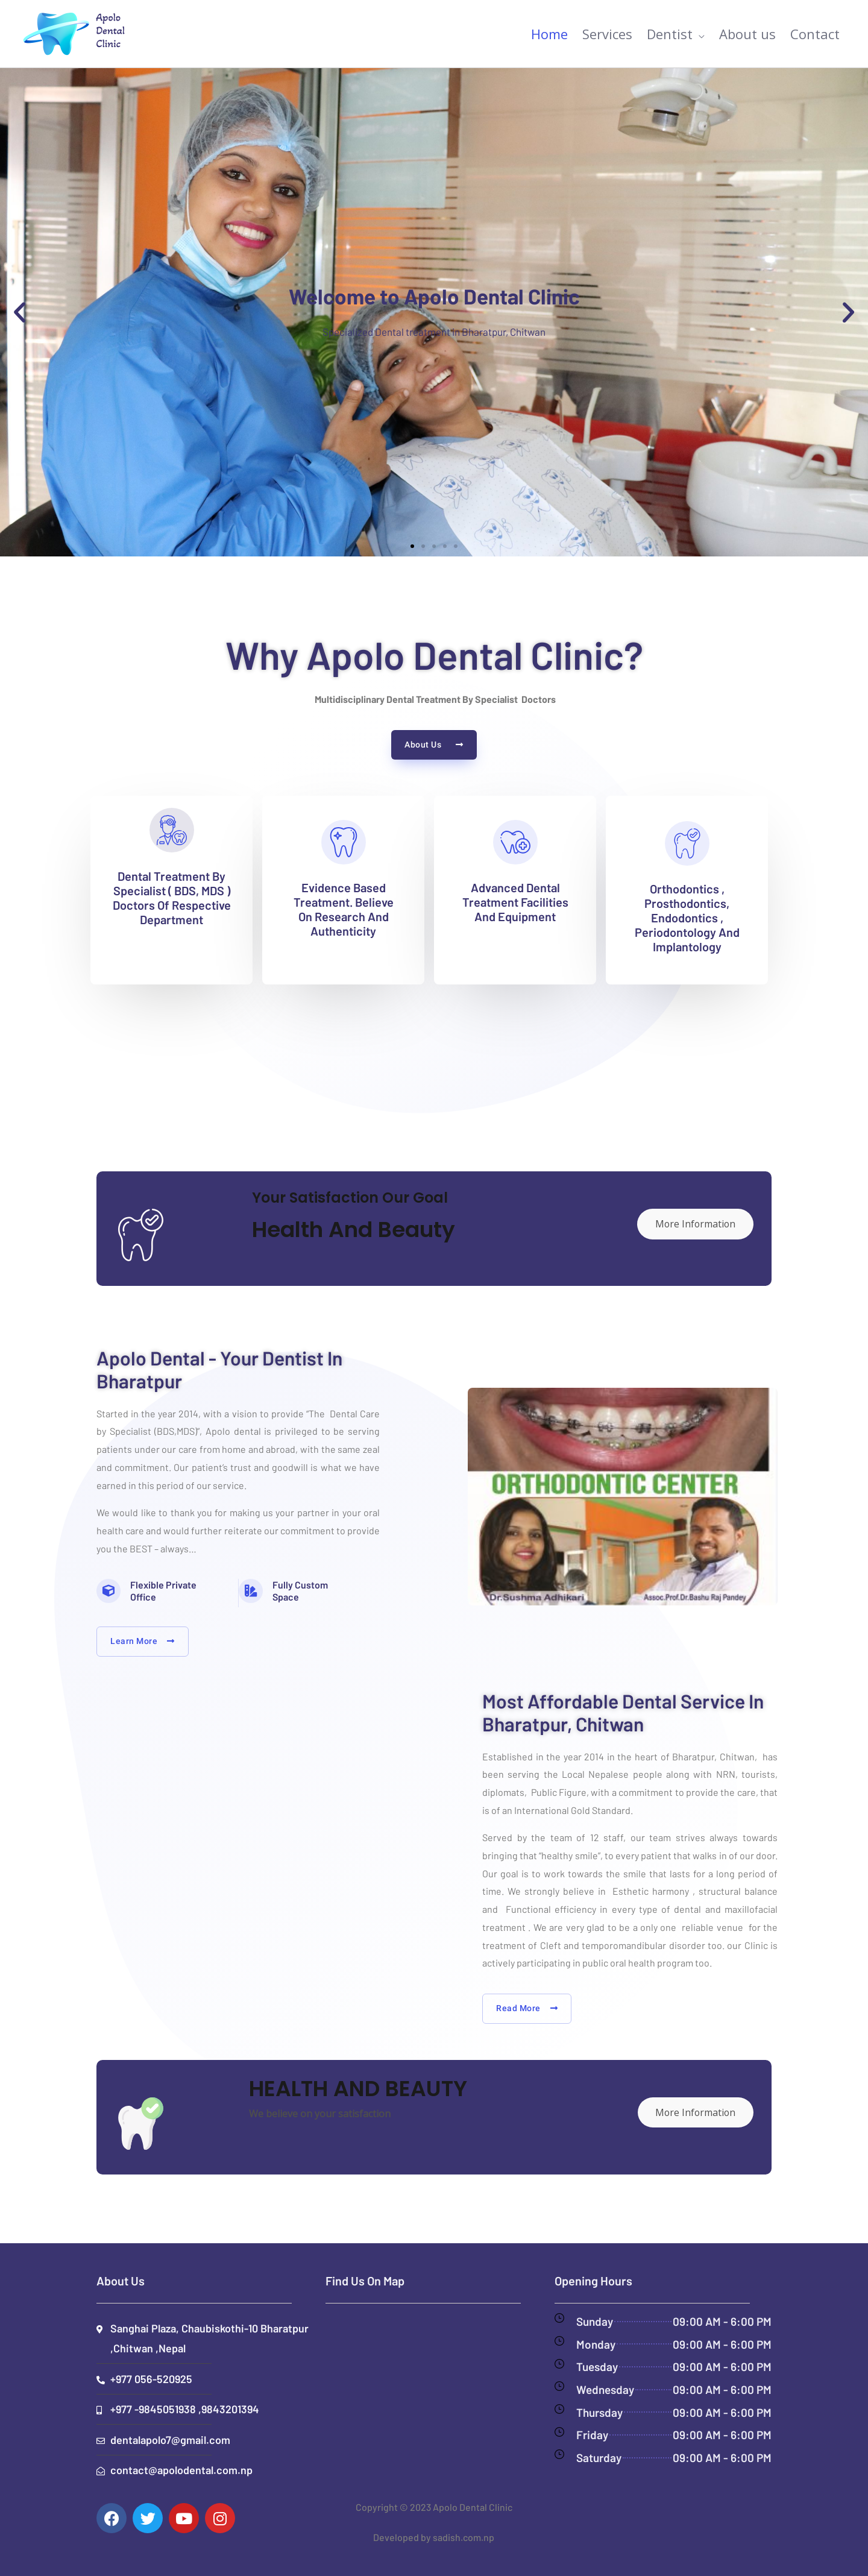 Apolo
Dental
Clinic
Home Services Dentist About us Contact
Welcome to Apolo Dental Clinic
Dental treatment in Bharatpur, Chitwan
Why Apolo Dental Clinic?
Multidisciplinary Dental Treatment By Specialist Doctors
About Us
Dental Treatment By
Specialist ( BDS, MDS )
Doctors Of Respective
Department
Evidence Based
Treatment. Believe
On Research And
Authenticity
Advanced Dental
Treatment Facilities
And Equipment
Orthodontics ,
Prosthodontics,
Endodontics ,
Periodontology And
Implantology
Your Satisfaction Our Goal
Health And Beauty
More Information
Apolo Dental - Your Dentist In
Bharatpur
Started in the year 2014, with a vision to provide “The Dental Care
by Specialist (BDS,MDS)”, Apolo dental is privileged to be serving
patients under our care from home and abroad, with the same zeal
and commitment. Our patient’s trust and goodwill is what we have
earned in this period of our service.
We would like to thank you for making us your partner in your oral
health care and would further reiterate our commitment to provide
you the BEST – always…
Flexible Private
Office
Fully Custom
Space
Learn More
ORTHODONTIC CENTER
Dr.Sushma Adhikari
Assoc.Prof.Dr.Bashu Raj Pandey
Most Affordable Dental Service In
Bharatpur, Chitwan
Established in the year 2014 in the heart of Bharatpur, Chitwan, has
been serving the Local Nepalese people along with NRN, tourists,
diplomats, Public Figure, with a commitment to provide the care, that
is of an International Gold Standard.
Served by the team of 12 staff, our team strives always towards
bringing that “healthy smile”, to every patient that walks in of our door.
Our goal is to work towards the smile that lasts for a long period of
time. We strongly believe in Esthetic harmony , structural balance
and Functional efficiency in every type of dental and maxillofacial
treatment . We are very glad to be a only one reliable venue for the
treatment of Cleft and temporomandibular disorder too. our Clinic is
actively participating in public oral health program too.
Read More
HEALTH AND BEAUTY
We believe on your satisfaction
More Information
About Us
Sanghai Plaza, Chaubiskothi-10 Bharatpur
,Chitwan ,Nepal
+977 056-520925
+977 -9845051938 ,9843201394
dentalapolo7@gmail.com
contact@apolodental.com.np
Find Us On Map
Opening Hours
Sunday 09:00 AM - 6:00 PM
Monday 09:00 AM - 6:00 PM
Tuesday 09:00 AM - 6:00 PM
Wednesday 09:00 AM - 6:00 PM
Thursday 09:00 AM - 6:00 PM
Friday 09:00 AM - 6:00 PM
Saturday 09:00 AM - 6:00 PM
Copyright © 2023 Apolo Dental Clinic
Developed by sadish.com.np